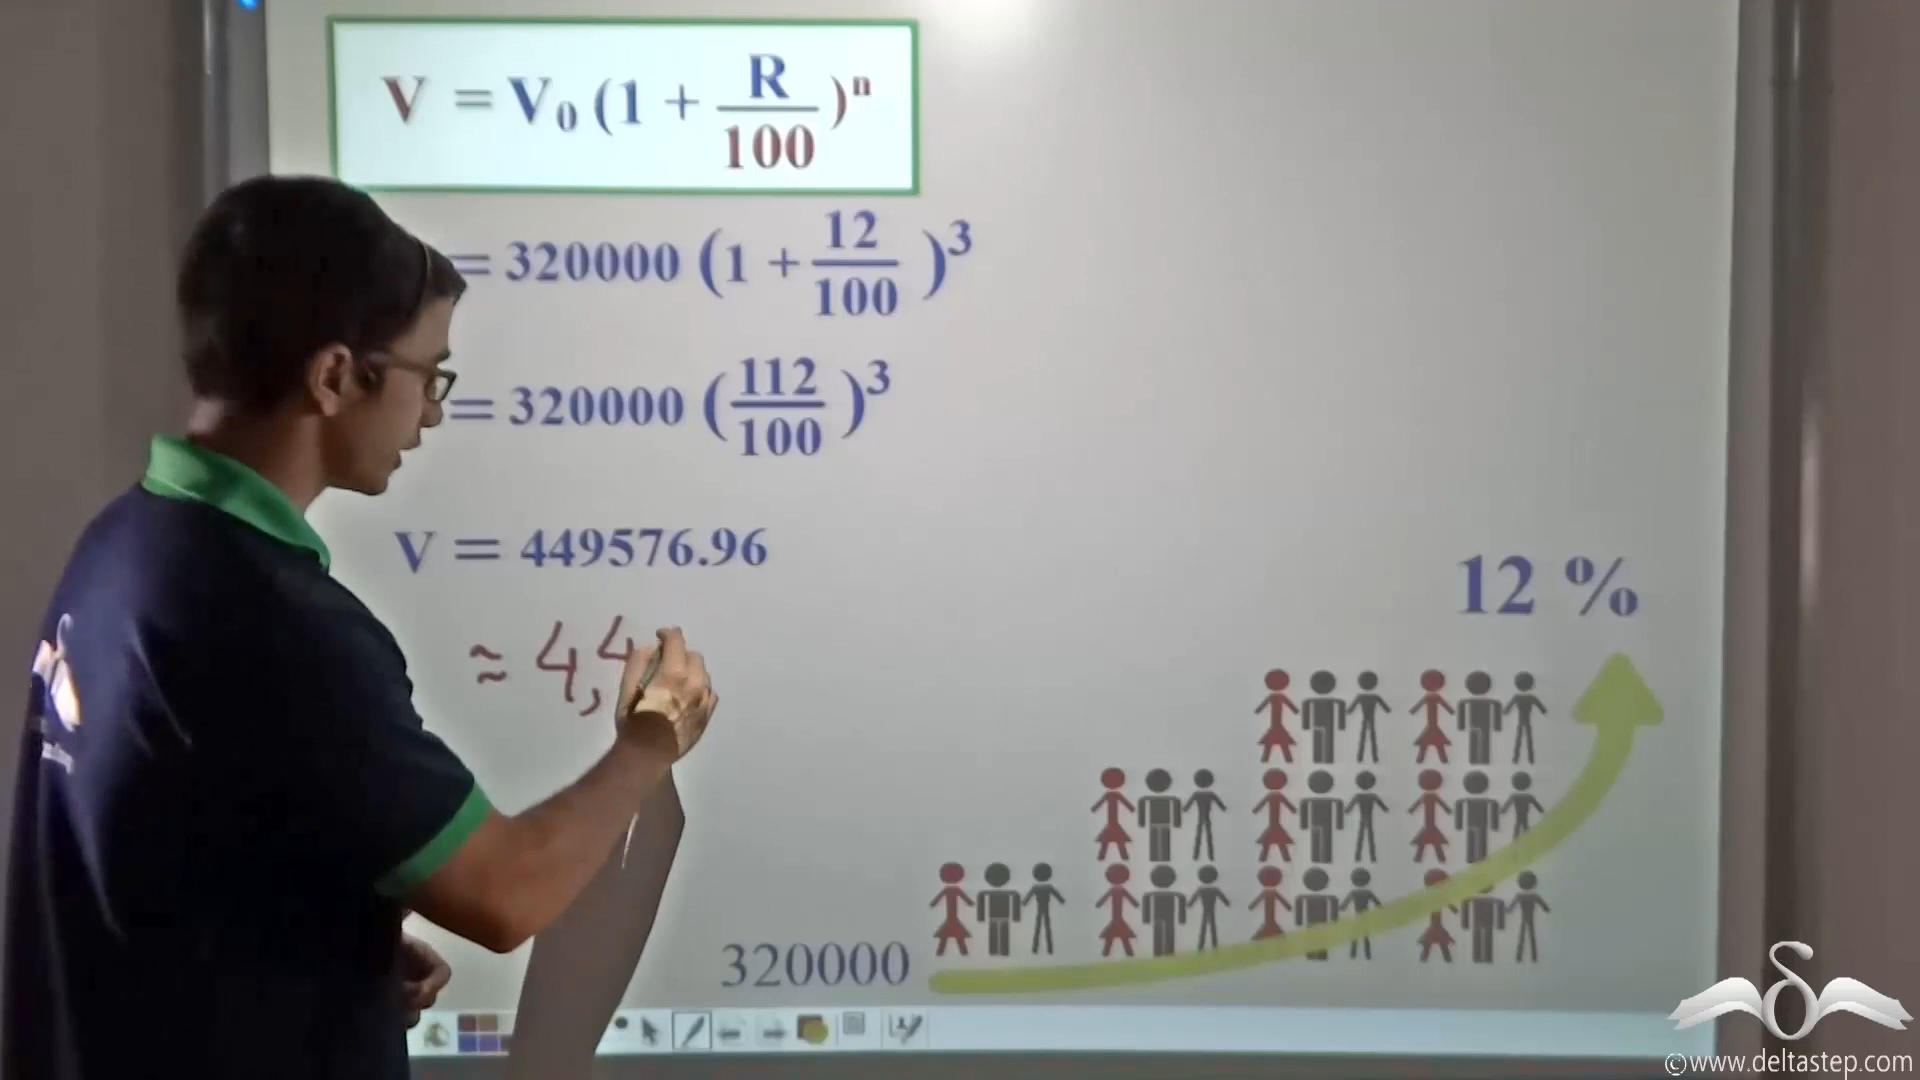 V = V₀ (1 + R/100)ⁿ
= 320000 (1 + 12/100)³
= 320000 (112/100)³
V = 449576.96
≈ 4,4
12 %
320000
©www.deltastep.com